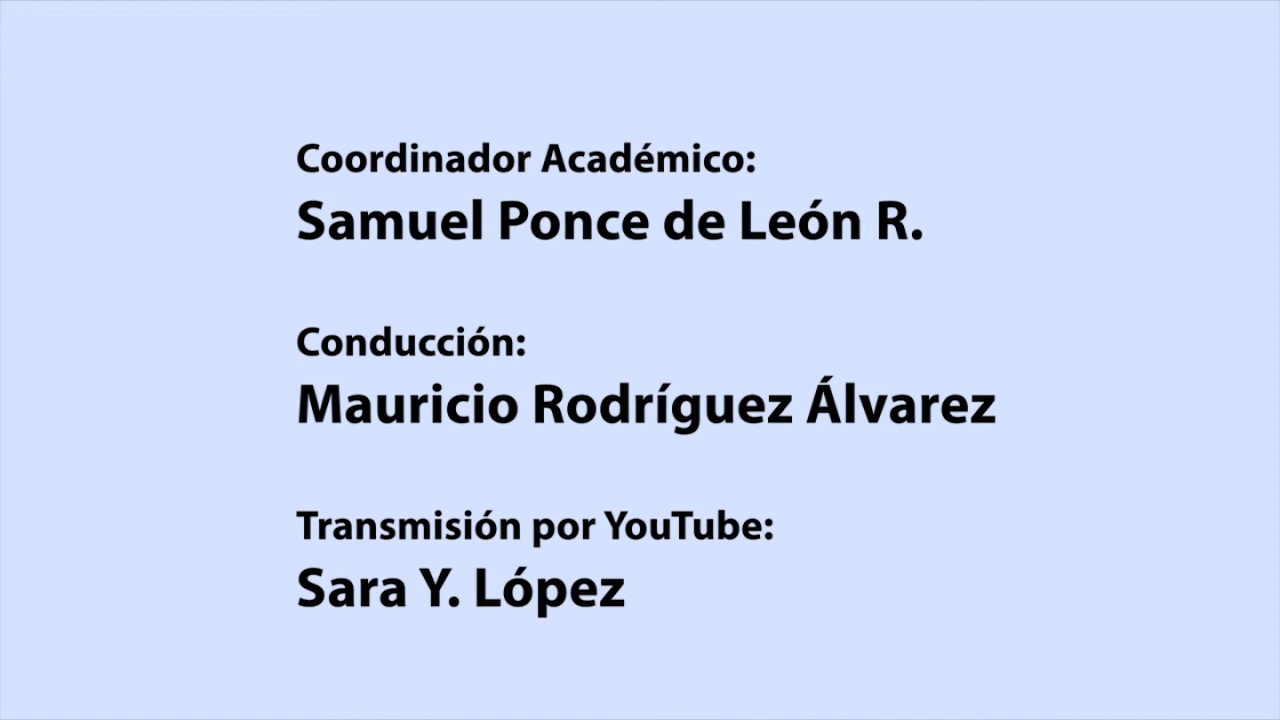 Coordinador Académico:
Samuel Ponce de León R.
Conducción:
Mauricio Rodríguez Álvarez
Transmisión por YouTube:
Sara Y. López